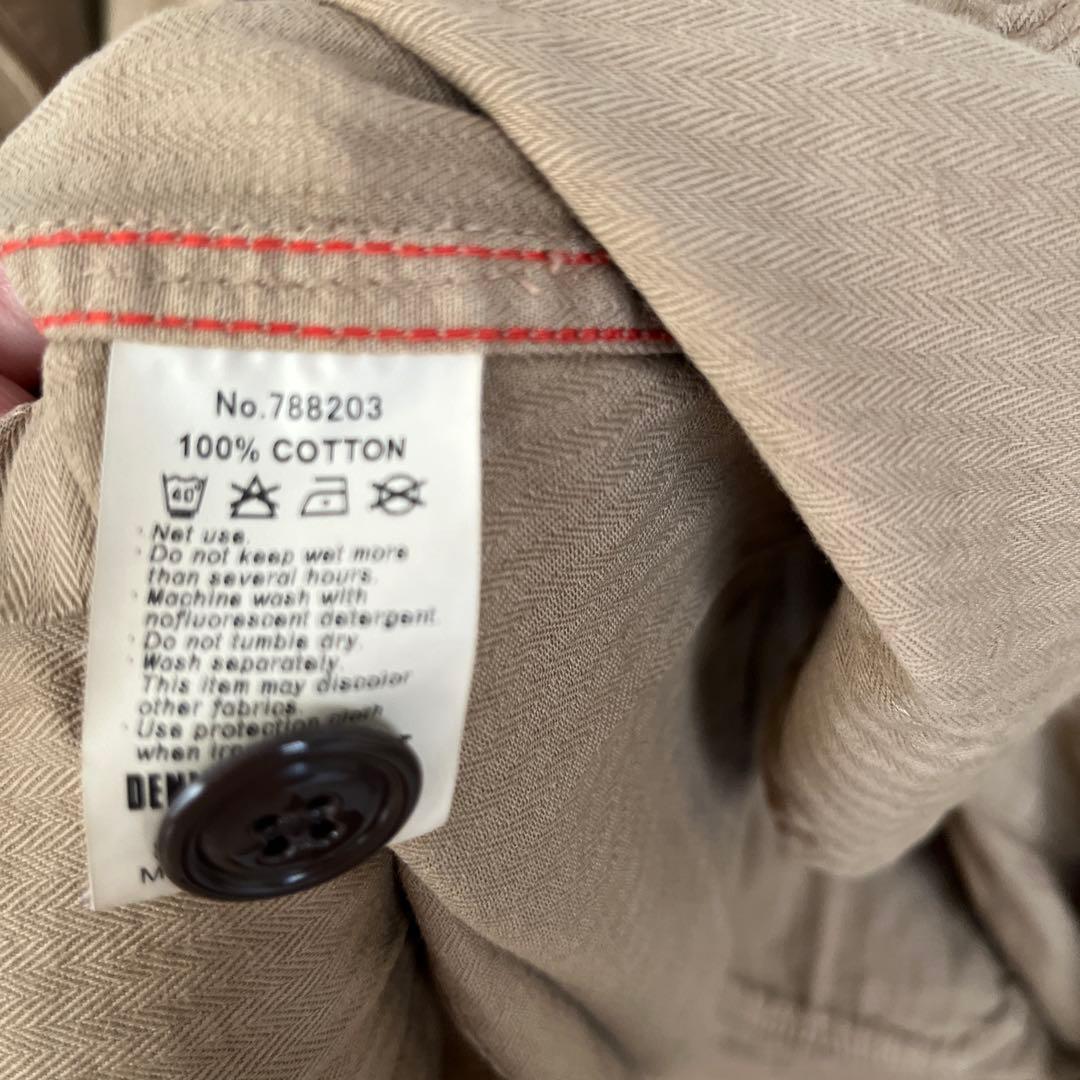 No.788203
100% COTTON
40°
· Net use.
· Do not keep wet more
than several hours.
· Machine wash with
nofluorescent detergent.
· Do not tumble dry.
· Wash separately.
This item may discolor
other fabrics.
· Use protection cloth
when